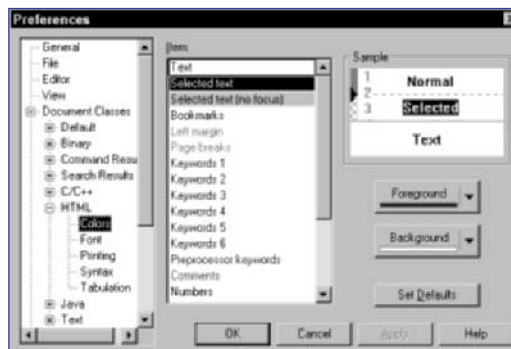 Preferences
General
File
Editor
View
Document Classes
Default
Binary
Command Resu
Search Results
C/C++
HTML
Colors
Font
Printing
Syntax
Tabulation
Java
Text
Item:
Text
Selected text
Selected text (no focus)
Bookmarks
Left margin
Page breaks
Keywords 1
Keywords 2
Keywords 3
Keywords 4
Keywords 5
Keywords 6
Preprocessor keywords
Comments
Numbers
Sample
1 Normal
2
3 Selected
Text
Foreground
Background
Set Defaults
OK Cancel Apply Help